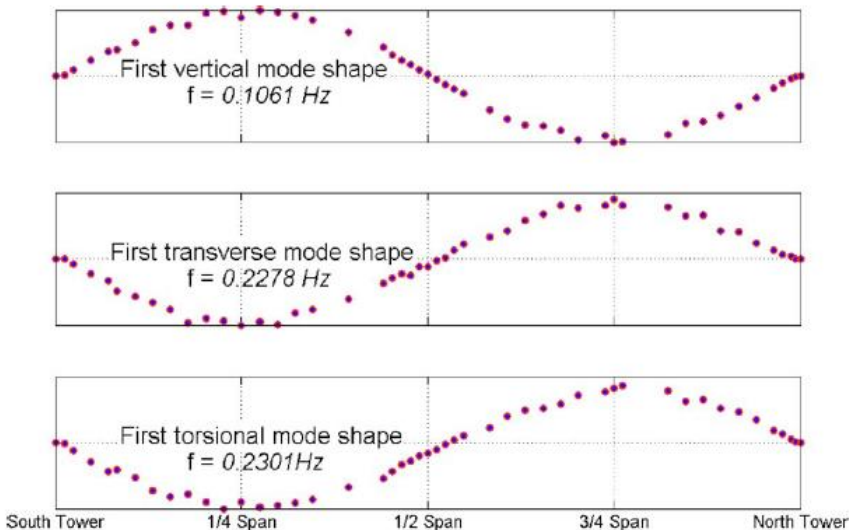 First vertical mode shape
f = 0.1061 Hz
First transverse mode shape
f = 0.2278 Hz
First torsional mode shape
f = 0.2301Hz
South Tower 1/4 Span 1/2 Span 3/4 Span North Tower